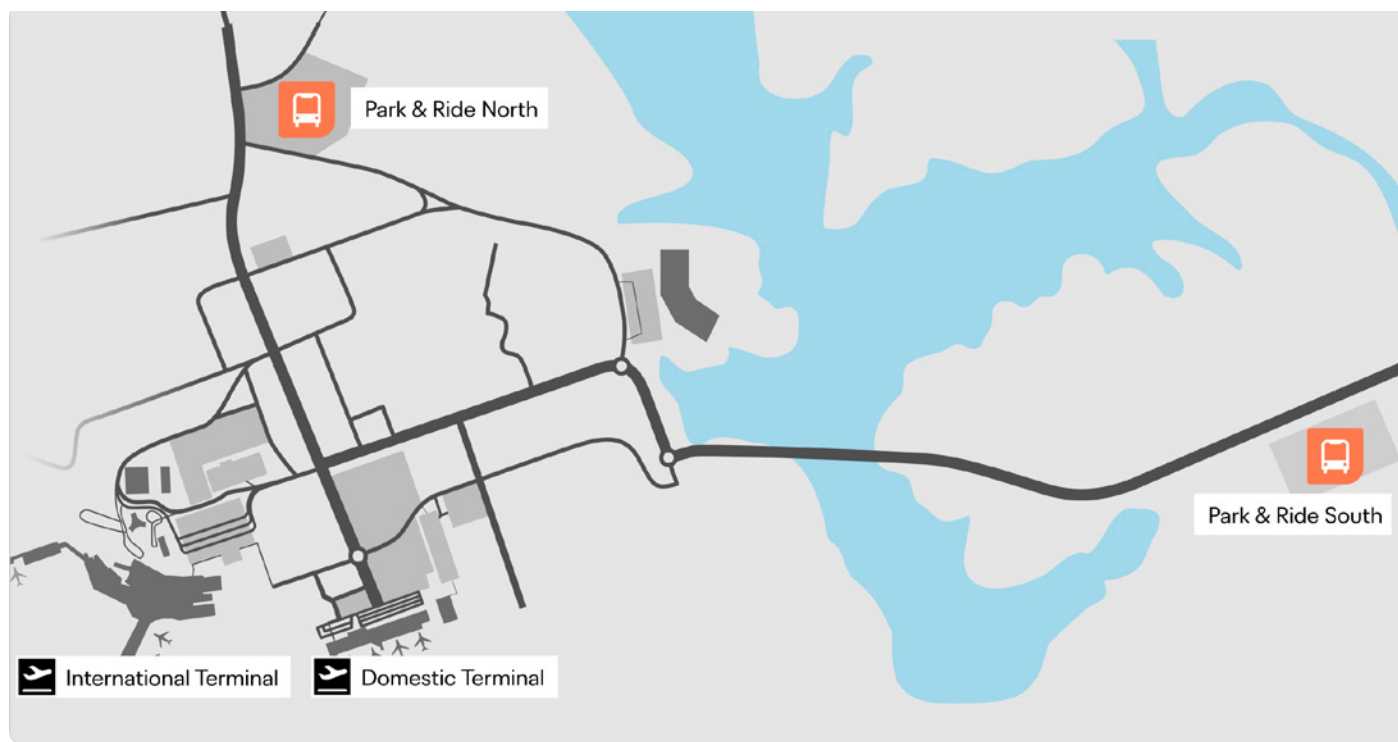 Park & Ride North
Park & Ride South
International Terminal
Domestic Terminal